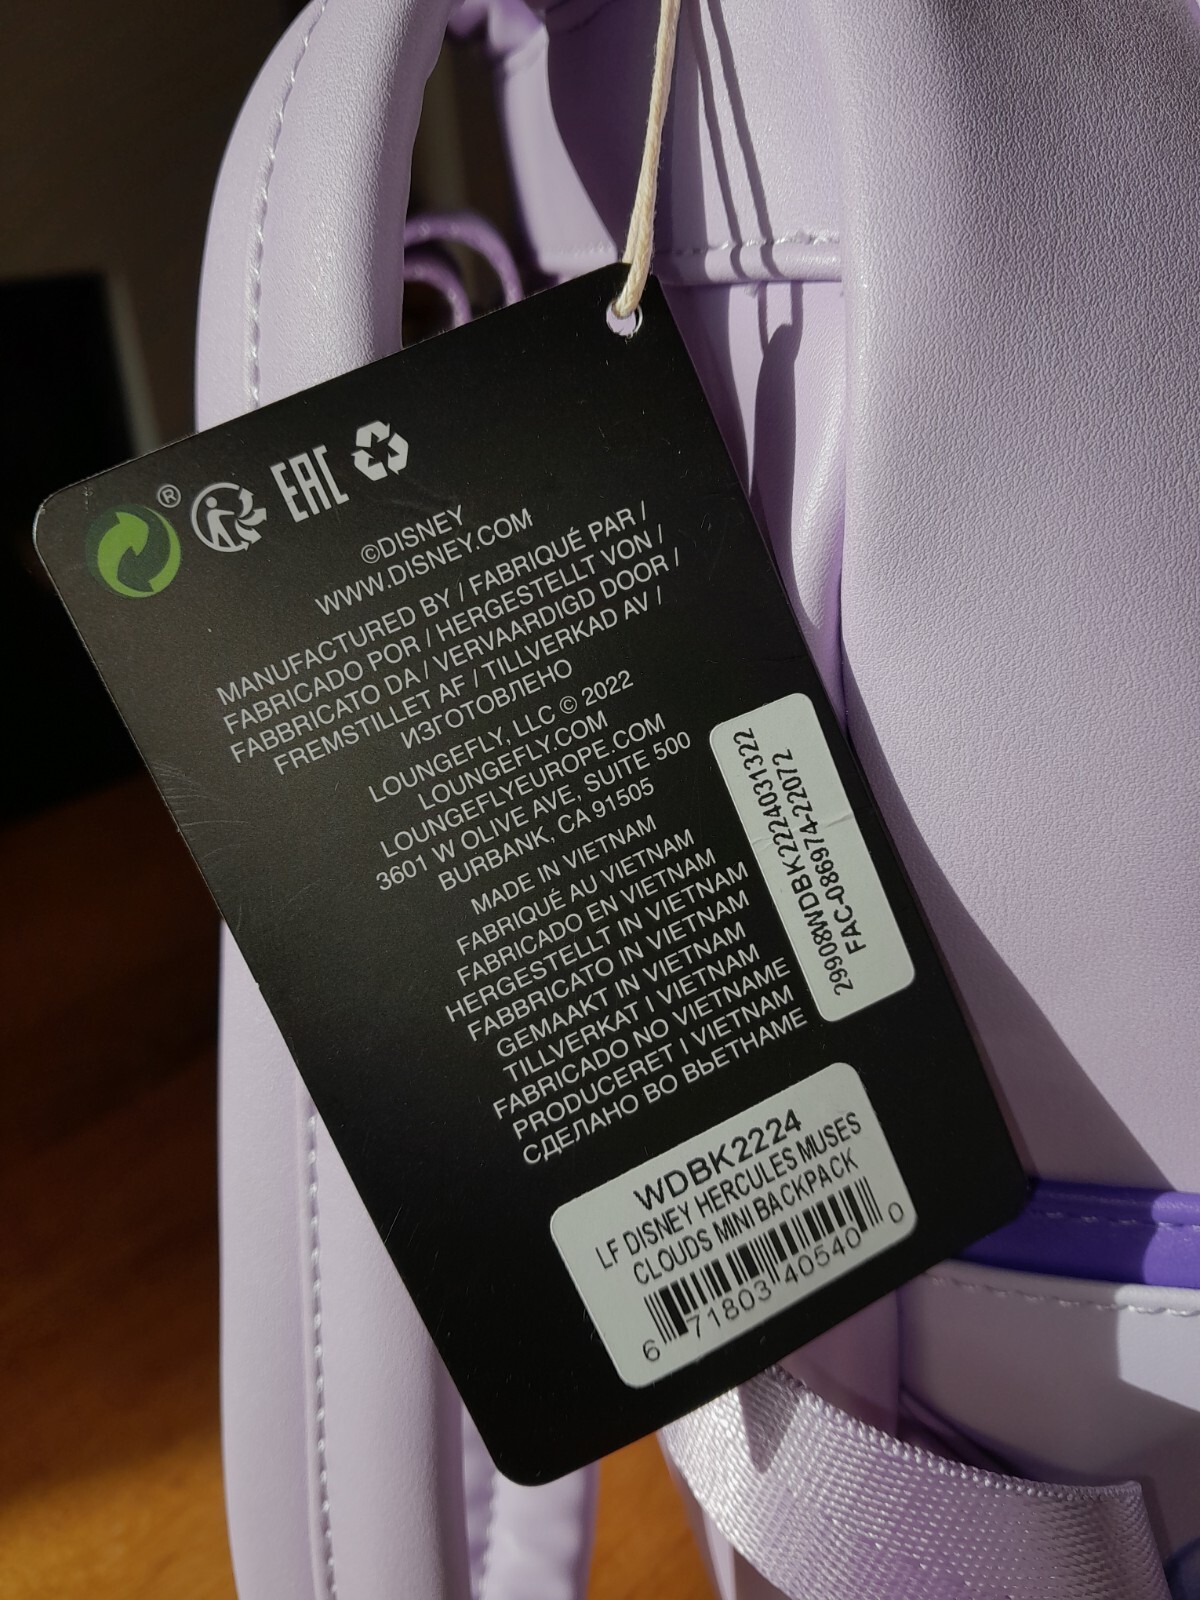 ®
EAC
©DISNEY
WWW.DISNEY.COM
MANUFACTURED BY / FABRIQUÉ PAR /
FABRICADO POR / HERGESTELLT VON /
FABBRICATO DA / VERVAARDIGD DOOR /
FREMSTILLET AF / TILLVERKAD AV /
ИЗГОТОВЛЕНО
LOUNGEFLY, LLC © 2022
LOUNGEFLY.COM
LOUNGEFLYEUROPE.COM
3601 W OLIVE AVE, SUITE 500
BURBANK, CA 91505
MADE IN VIETNAM
FABRIQUÉ AU VIETNAM
FABRICADO EN VIETNAM
HERGESTELLT IN VIETNAM
FABBRICATO IN VIETNAM
GEMAAKT IN VIETNAM
TILLVERKAT I VIETNAM
FABRICADO NO VIETNAME
PRODUCERET I VIETNAM
СДЕЛАНО ВО ВЬЕТНАМЕ
299908WDBK2224031322
FAC-086974-22072
WDBK2224
LF DISNEY HERCULES MUSES
CLOUDS MINI BACKPACK
6 71803 40540 0